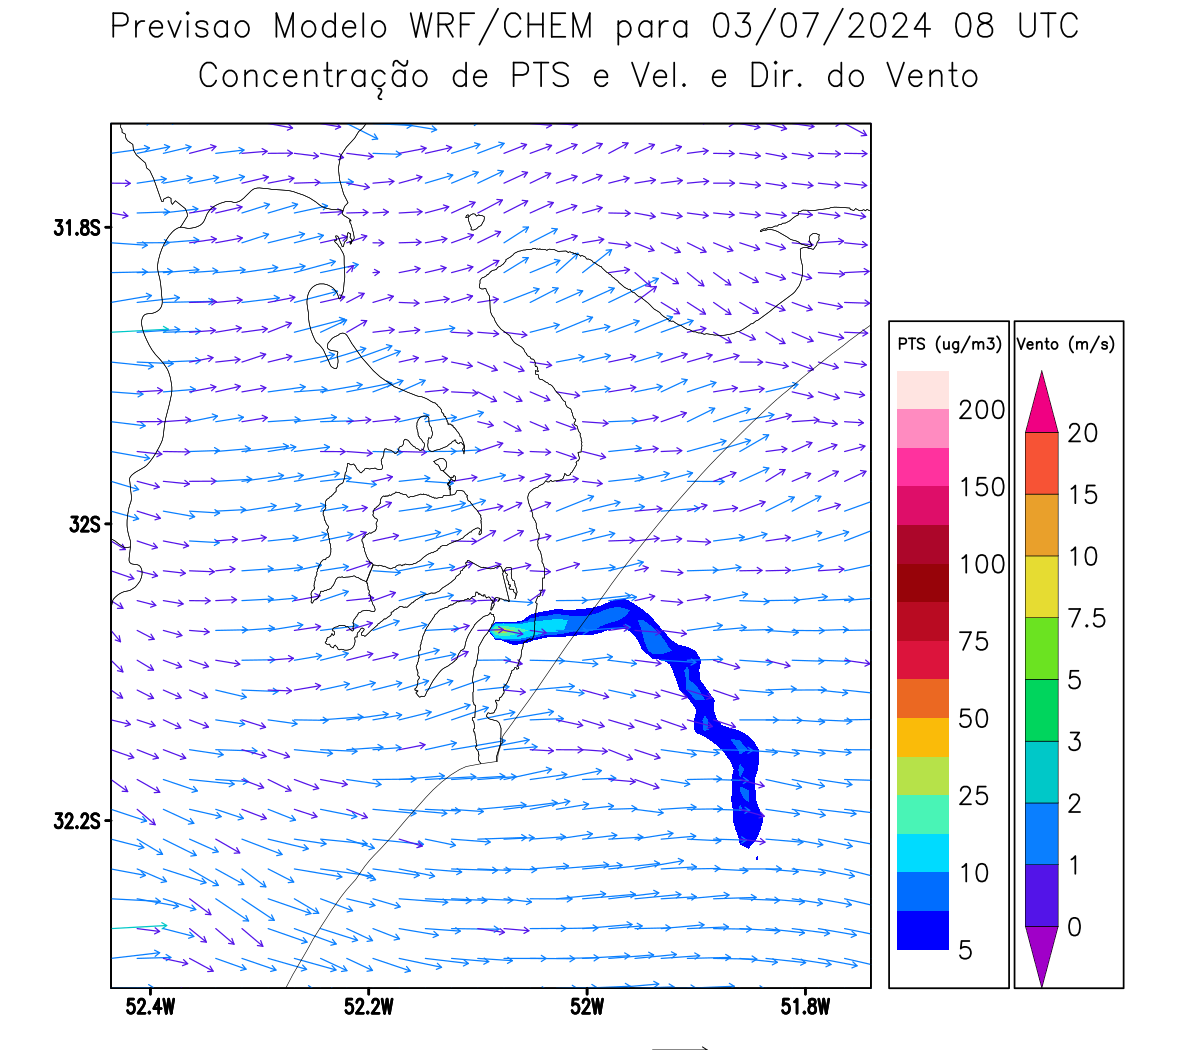 Previsao Modelo WRF/CHEM para 03/07/2024 08 UTC
Concentração de PTS e Vel. e Dir. do Vento
31.8S
32S
32.2S
52.4W
52.2W
52W
51.8W
PTS (ug/m3)
200
150
100
75
50
25
10
5
Vento (m/s)
20
15
10
7.5
5
3
2
1
0